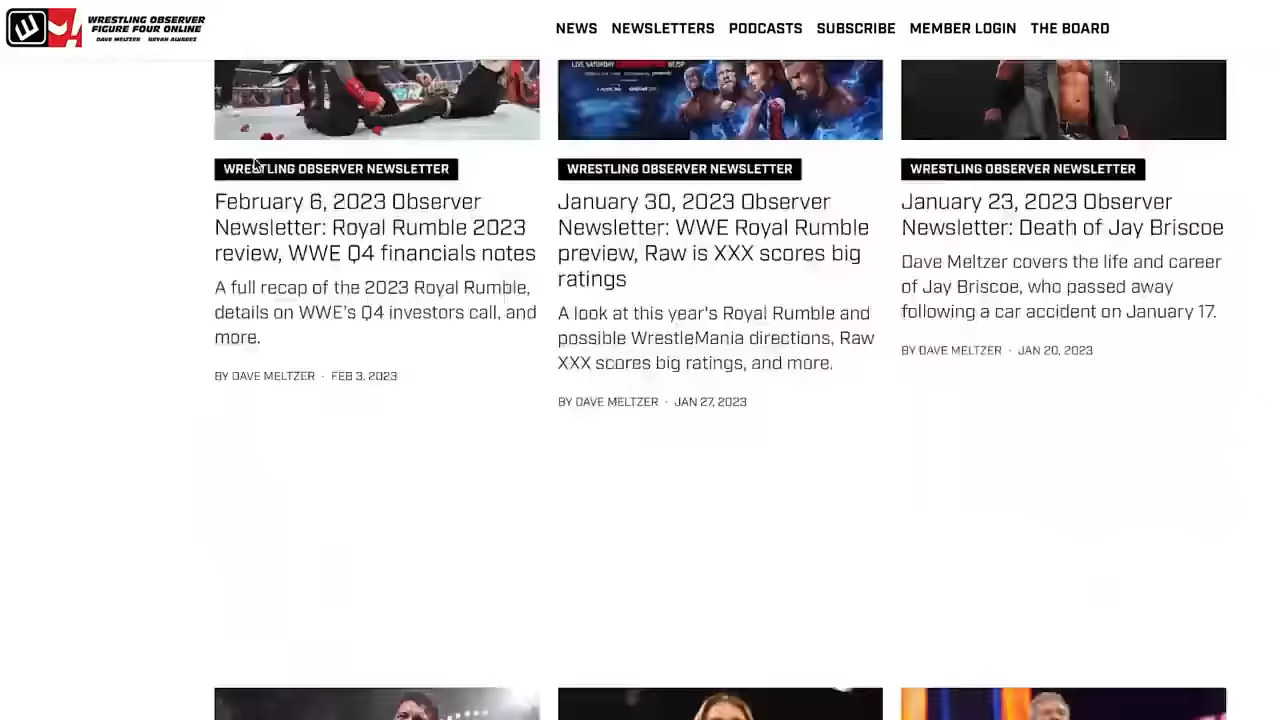 WRESTLING OBSERVER
FIGURE FOUR ONLINE
DAVE MELTZER BRYAN ALVAREZ
NEWS NEWSLETTERS PODCASTS SUBSCRIBE MEMBER LOGIN THE BOARD
WRESTLING OBSERVER NEWSLETTER
February 6, 2023 Observer
Newsletter: Royal Rumble 2023
review, WWE Q4 financials notes
A full recap of the 2023 Royal Rumble,
details on WWE's Q4 investors call, and
more.
BY DAVE MELTZER · FEB 3, 2023
WRESTLING OBSERVER NEWSLETTER
January 30, 2023 Observer
Newsletter: WWE Royal Rumble
preview, Raw is XXX scores big
ratings
A look at this year's Royal Rumble and
possible WrestleMania directions, Raw
XXX scores big ratings, and more.
BY DAVE MELTZER · JAN 27, 2023
WRESTLING OBSERVER NEWSLETTER
January 23, 2023 Observer
Newsletter: Death of Jay Briscoe
Dave Meltzer covers the life and career
of Jay Briscoe, who passed away
following a car accident on January 17.
BY DAVE MELTZER · JAN 20, 2023